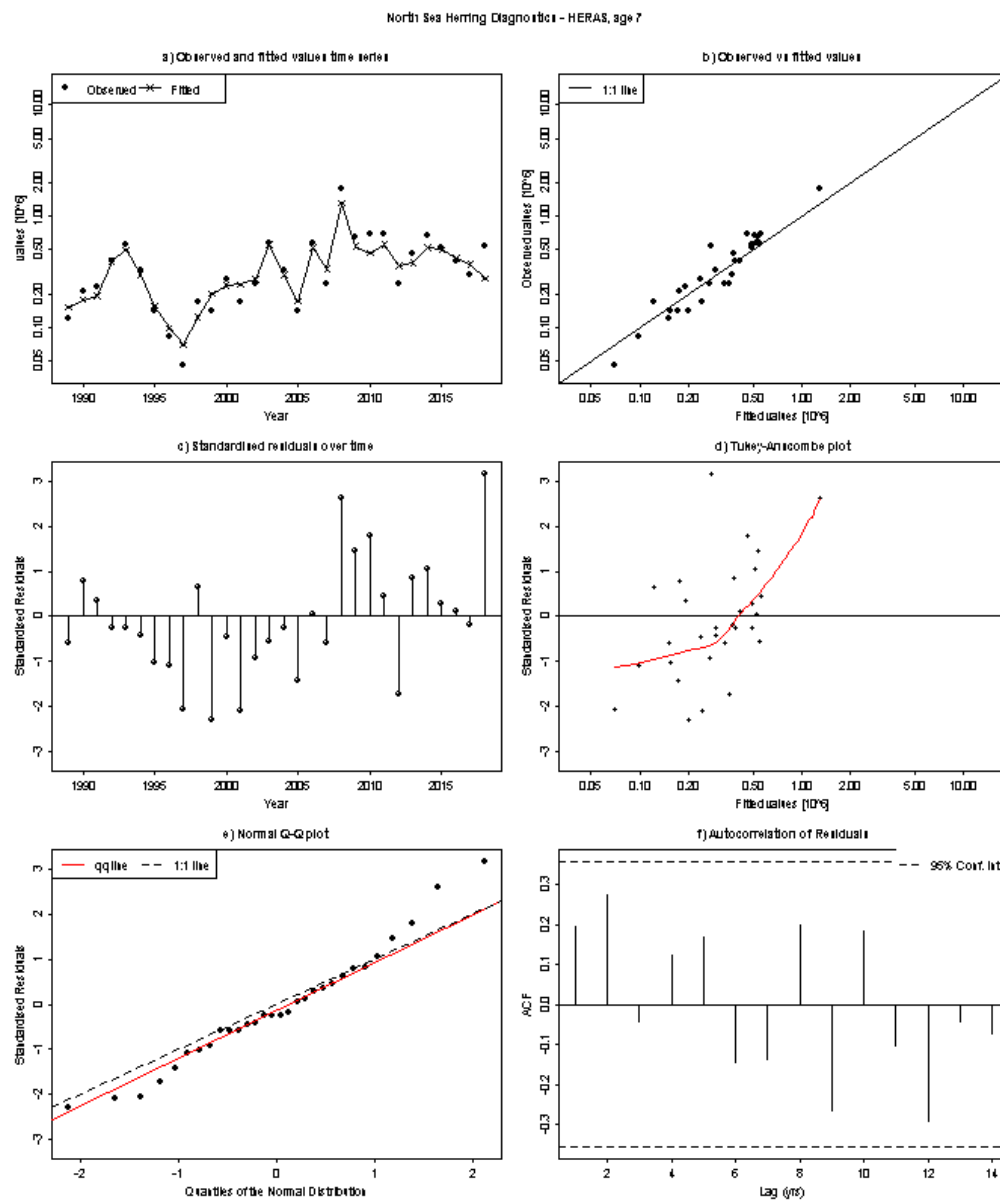 North Sea Herring Diagnostics - HERAS, age 7
a) Observed and fitted values time series
Observed Fitted
values [10^6]
0.05 0.10 0.20 0.50 1.00 2.00 5.00 10.00
1990 1995 2000 2005 2010 2015
Year
b) Observed vs fitted values
1:1 line
Observed values [10^6]
0.05 0.10 0.20 0.50 1.00 2.00 5.00 10.00
0.05 0.10 0.20 0.50 1.00 2.00 5.00 10.00
Fitted values [10^6]
c) Standardised residuals over time
Standardised Residuals
-3 -2 -1 0 1 2 3
1990 1995 2000 2005 2010 2015
Year
d) Tukey-Anscombe plot
Standardised Residuals
-3 -2 -1 0 1 2 3
0.05 0.10 0.20 0.50 1.00 2.00 5.00 10.00
Fitted values [10^6]
e) Normal Q-Q plot
qq line 1:1 line
Standardised Residuals
-3 -2 -1 0 1 2 3
-2 -1 0 1 2
Quantiles of the Normal Distribution
f) Autocorrelation of Residuals
95% Conf. Int
ACF
-0.3 -0.2 -0.1 0.0 0.1 0.2 0.3
2 4 6 8 10 12 14
Lag (yrs)